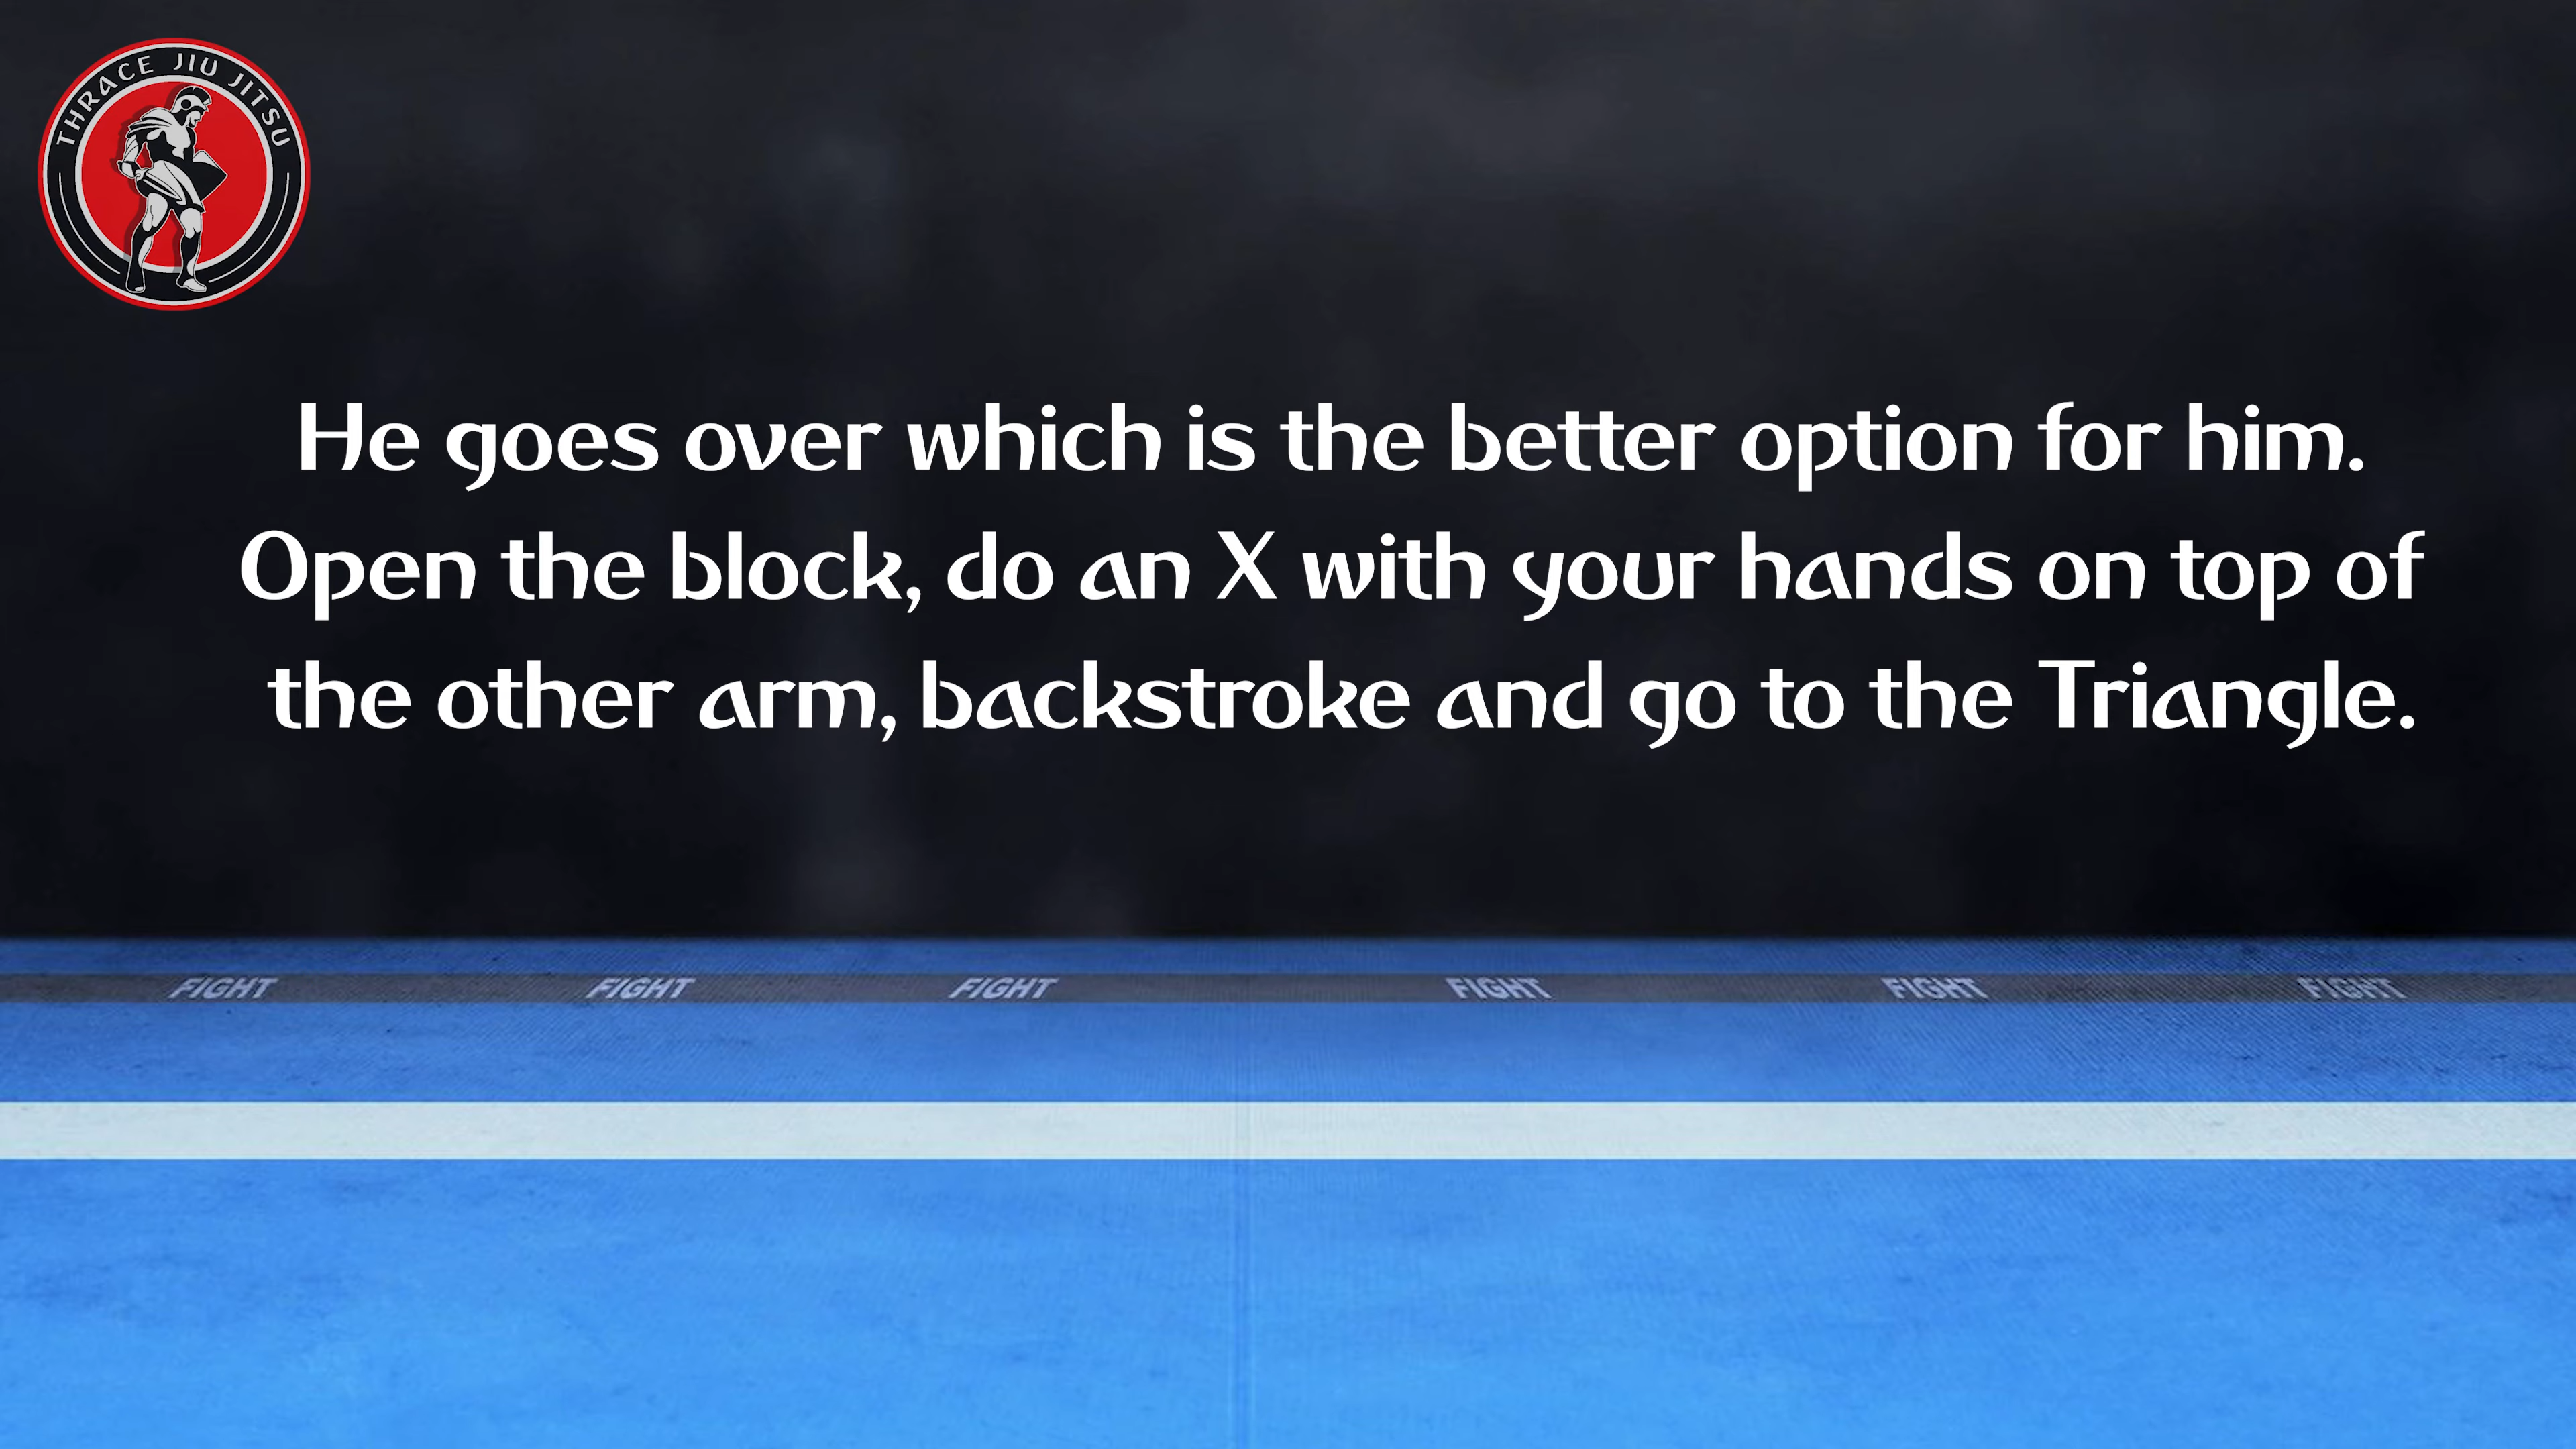 THRACE JIU JITSU
He goes over which is the better option for him.
Open the block, do an X with your hands on top of
the other arm, backstroke and go to the Triangle.
FIGHT FIGHT FIGHT FIGHT FIGHT FIGHT